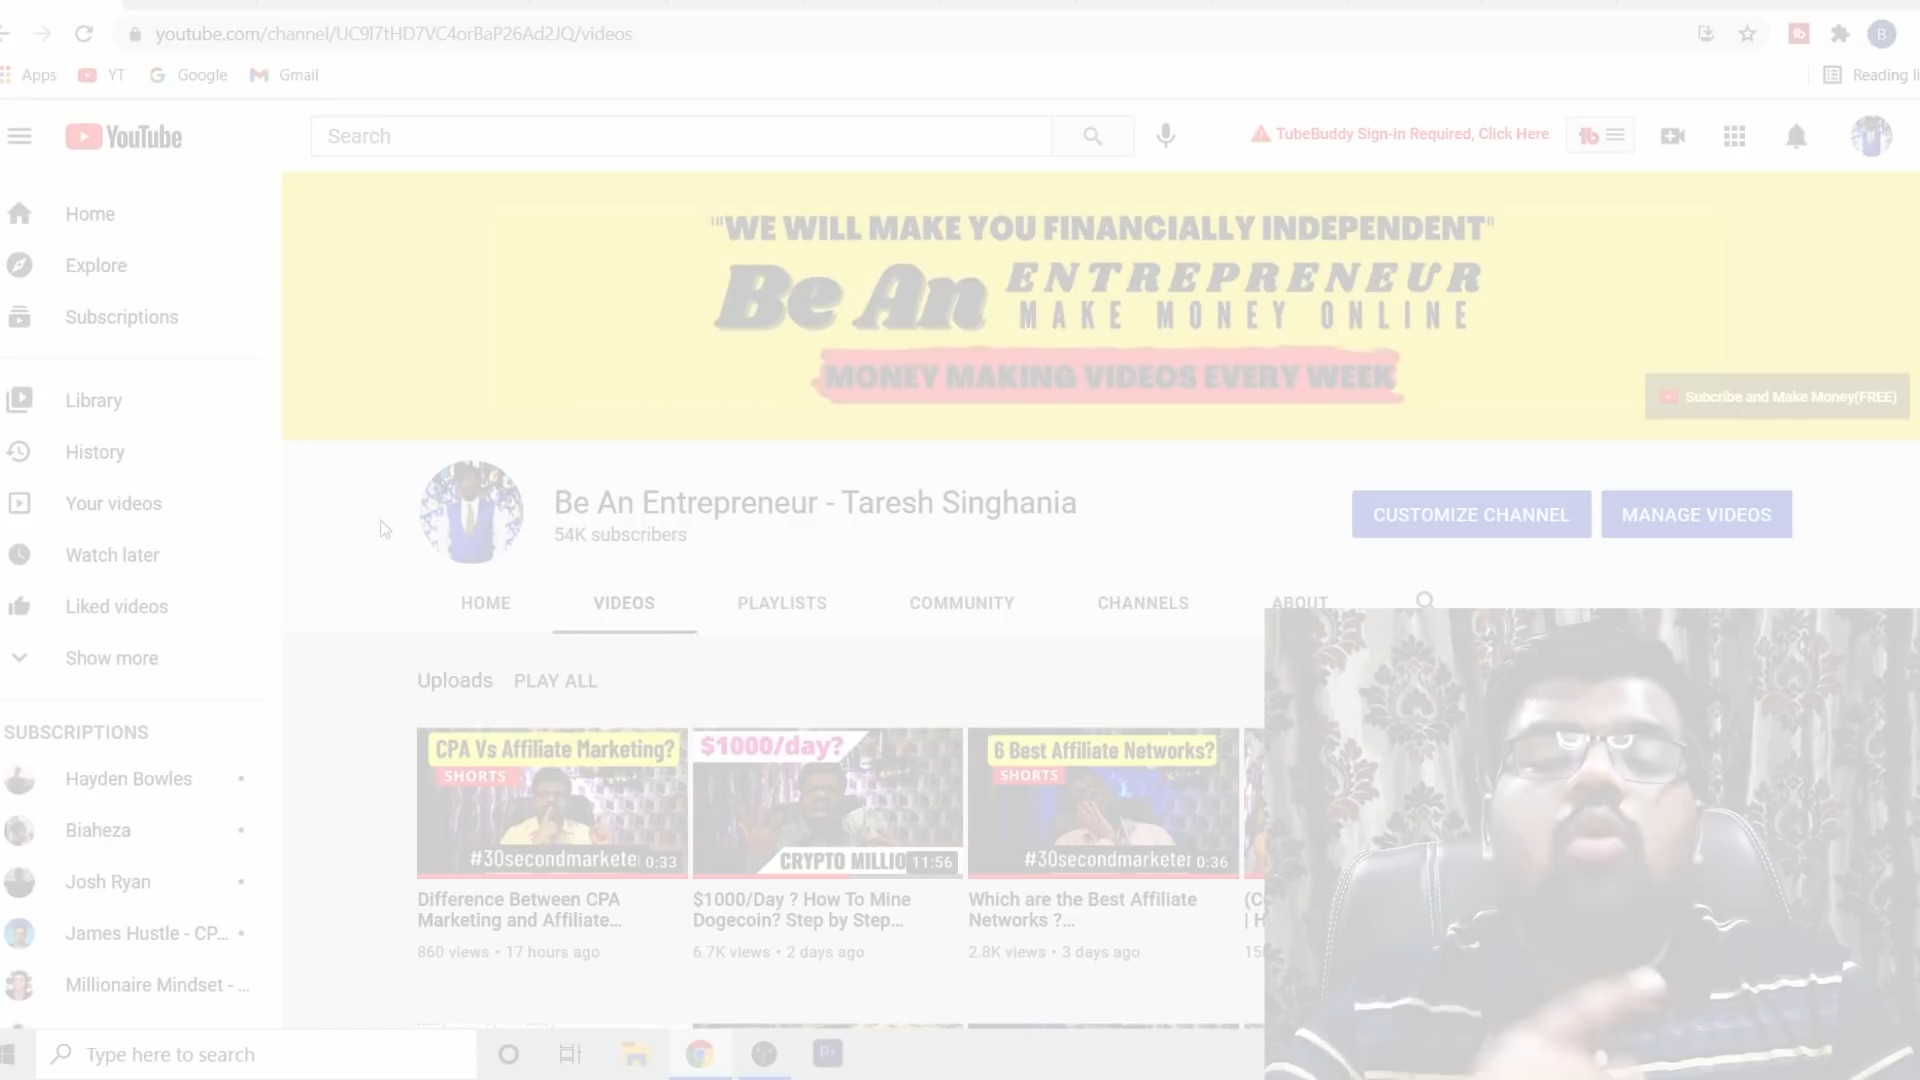 youtube.com/channel/UC9l7tHD7VC4orBaP26Ad2JQ/videos
B
Apps YT Google Gmail
Reading li
YouTube
Search
TubeBuddy Sign-in Required, Click Here
tb
Home
Explore
Subscriptions
Library
History
Your videos
Watch later
Liked videos
Show more
SUBSCRIPTIONS
Hayden Bowles
Biaheza
Josh Ryan
James Hustle - CP...
Millionaire Mindset - ...
"WE WILL MAKE YOU FINANCIALLY INDEPENDENT"
Be An ENTREPRENEUR
MAKE MONEY ONLINE
MONEY MAKING VIDEOS EVERY WEEK
Subcribe and Make Money(FREE)
Be An Entrepreneur - Taresh Singhania
54K subscribers
CUSTOMIZE CHANNEL MANAGE VIDEOS
HOME VIDEOS PLAYLISTS COMMUNITY CHANNELS ABOUT
Uploads PLAY ALL
CPA Vs Affiliate Marketing?
SHORTS
#30secondmarketer 0:33
Difference Between CPA
Marketing and Affiliate...
860 views • 17 hours ago
$1000/day?
CRYPTO MILLIO 11:56
$1000/Day ? How To Mine
Dogecoin? Step by Step...
6.7K views • 2 days ago
6 Best Affiliate Networks?
SHORTS
#30secondmarketer 0:36
Which are the Best Affiliate
Networks ?...
2.8K views • 3 days ago
(C
| H
15
Type here to search
Pr